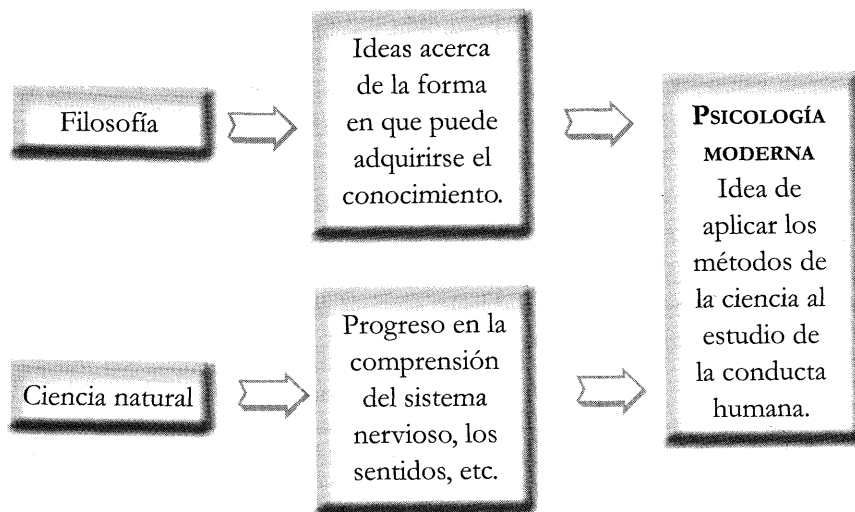 Filosofía
Ideas acerca
de la forma
en que puede
adquirirse el
conocimiento.
Ciencia natural
Progreso en la
comprensión
del sistema
nervioso, los
sentidos, etc.
PSICOLOGÍA
MODERNA
Idea de
aplicar los
métodos de
la ciencia al
estudio de
la conducta
humana.